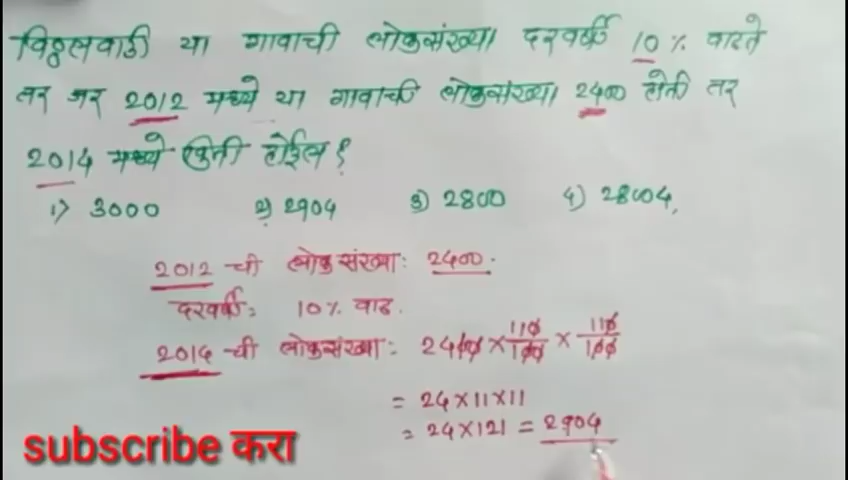 विठ्ठलवाडी या गावाची लोकसंख्या दरवर्षी 10 % वाढते
तर जर 2012 मध्ये या गावाची लोकसंख्या 2400 होती तर
2014 मध्ये किती होईल ?
1) 3000 2) 2904 3) 2800 4) 28004.
2012 ची लोकसंख्या: 2400.
दरवर्षी: 10% वाढ.
2014 ची लोकसंख्या: 2400 × 110/100 × 110/100
= 24×11×11
= 24×121 = 2904
subscribe करा